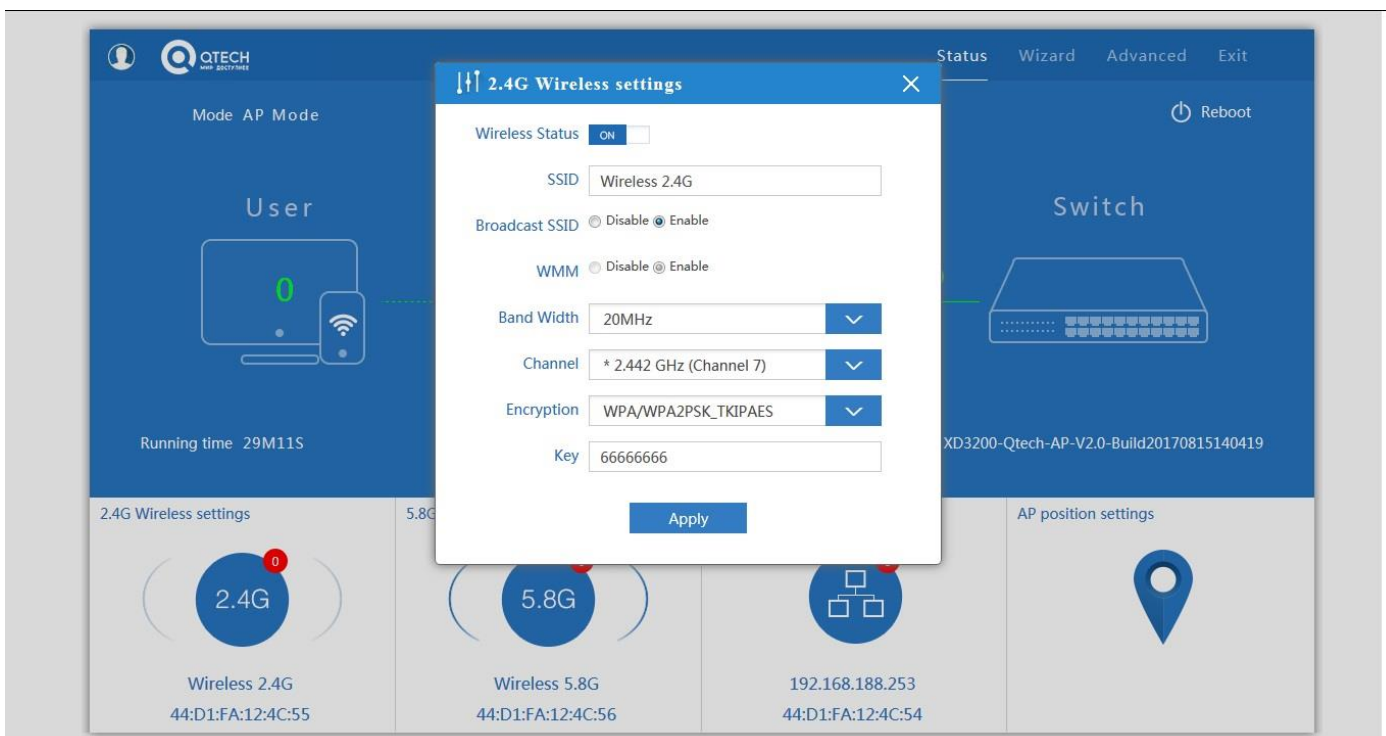 QTECH
МИР ДОСТУПНЕЕ
Status Wizard Advanced Exit
Mode AP Mode
Reboot
2.4G Wireless settings
Wireless Status ON
SSID Wireless 2.4G
Broadcast SSID Disable Enable
WMM Disable Enable
Band Width 20MHz
Channel * 2.442 GHz (Channel 7)
Encryption WPA/WPA2PSK_TKIPAES
Key 66666666
Apply
User
0
Switch
Running time 29M11S
XD3200-Qtech-AP-V2.0-Build20170815140419
2.4G Wireless settings
5.8G
AP position settings
0
2.4G
5.8G
Wireless 2.4G
Wireless 5.8G
192.168.188.253
44:D1:FA:12:4C:55
44:D1:FA:12:4C:56
44:D1:FA:12:4C:54